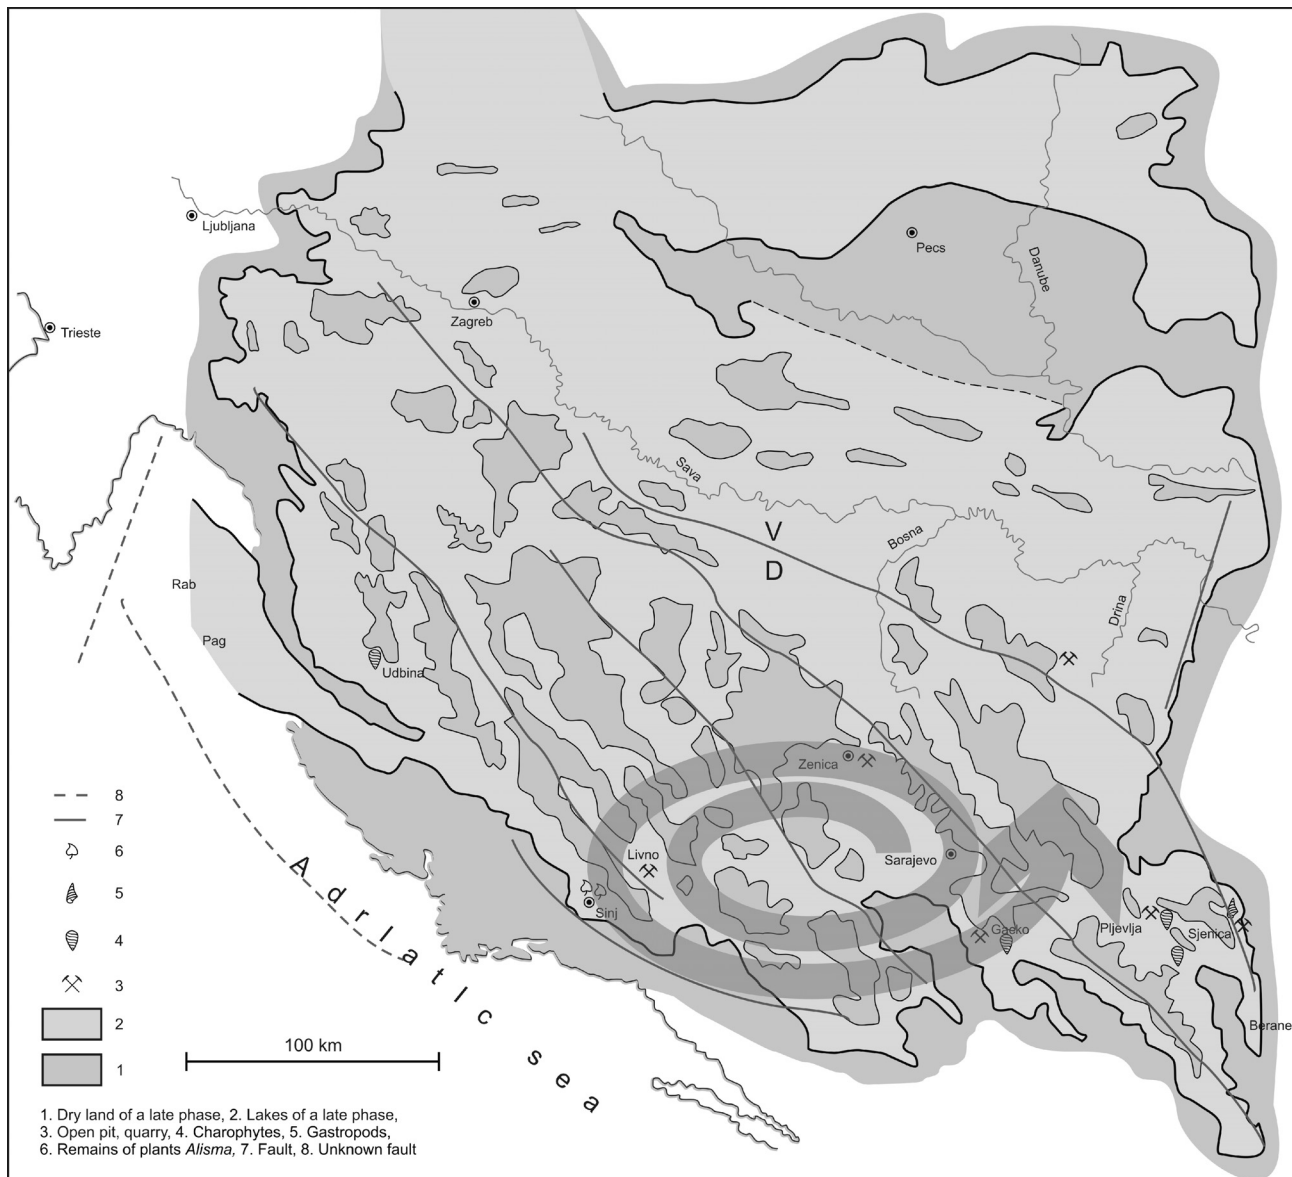 Ljubljana
Pecs
Danube
Trieste
Zagreb
Sava
V
D
Bosna
Drina
Rab
Pag
Udbina
Zenica
Livno
Sarajevo
Sinj
Gacko
Pljevlja
Sjenica
Berane
AdrIatIc sea
8
7
6
5
4
3
2
1
100 km
1. Dry land of a late phase, 2. Lakes of a late phase,
3. Open pit, quarry, 4. Charophytes, 5. Gastropods,
6. Remains of plants Alisma, 7. Fault, 8. Unknown fault